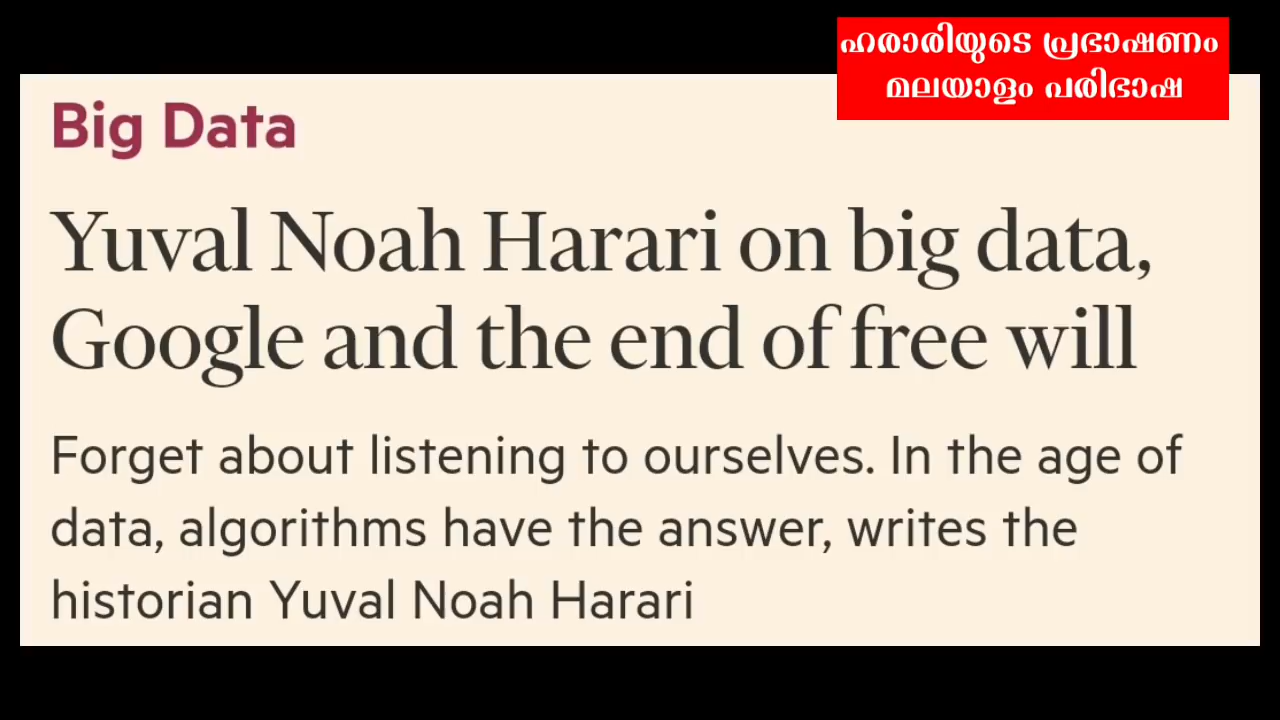 ഹരാരിയുടെ പ്രഭാഷണം
മലയാളം പരിഭാഷ
Big Data
Yuval Noah Harari on big data,
Google and the end of free will
Forget about listening to ourselves. In the age of
data, algorithms have the answer, writes the
historian Yuval Noah Harari